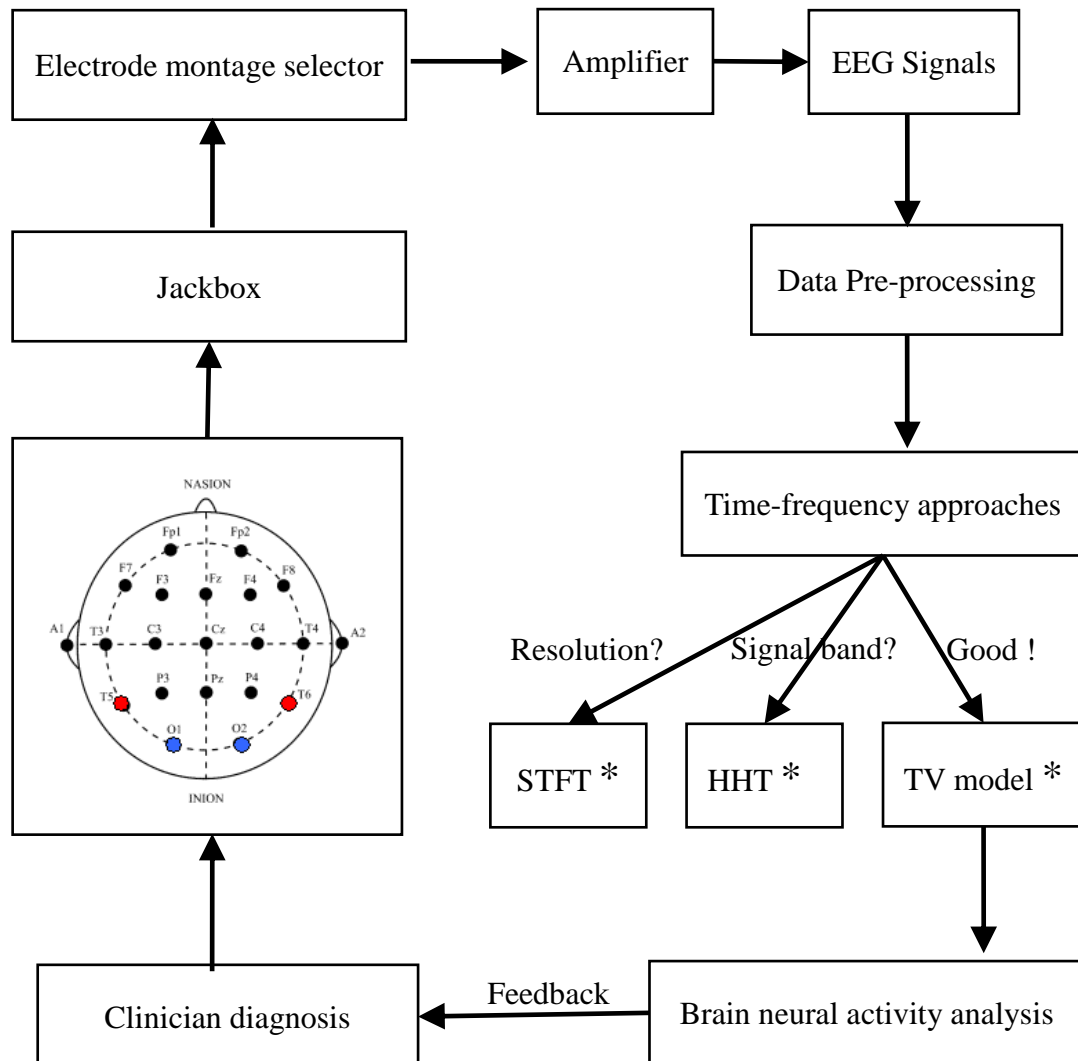 Electrode montage selector
Amplifier
EEG Signals
Jackbox
Data Pre-processing
NASION
Fp1
Fp2
F7
F3
Fz
F4
F8
A1
T3
C3
Cz
C4
T4
A2
T5
P3
Pz
P4
T6
O1
O2
INION
Time-frequency approaches
Resolution?
Signal band?
Good !
STFT *
HHT *
TV model *
Clinician diagnosis
Feedback
Brain neural activity analysis